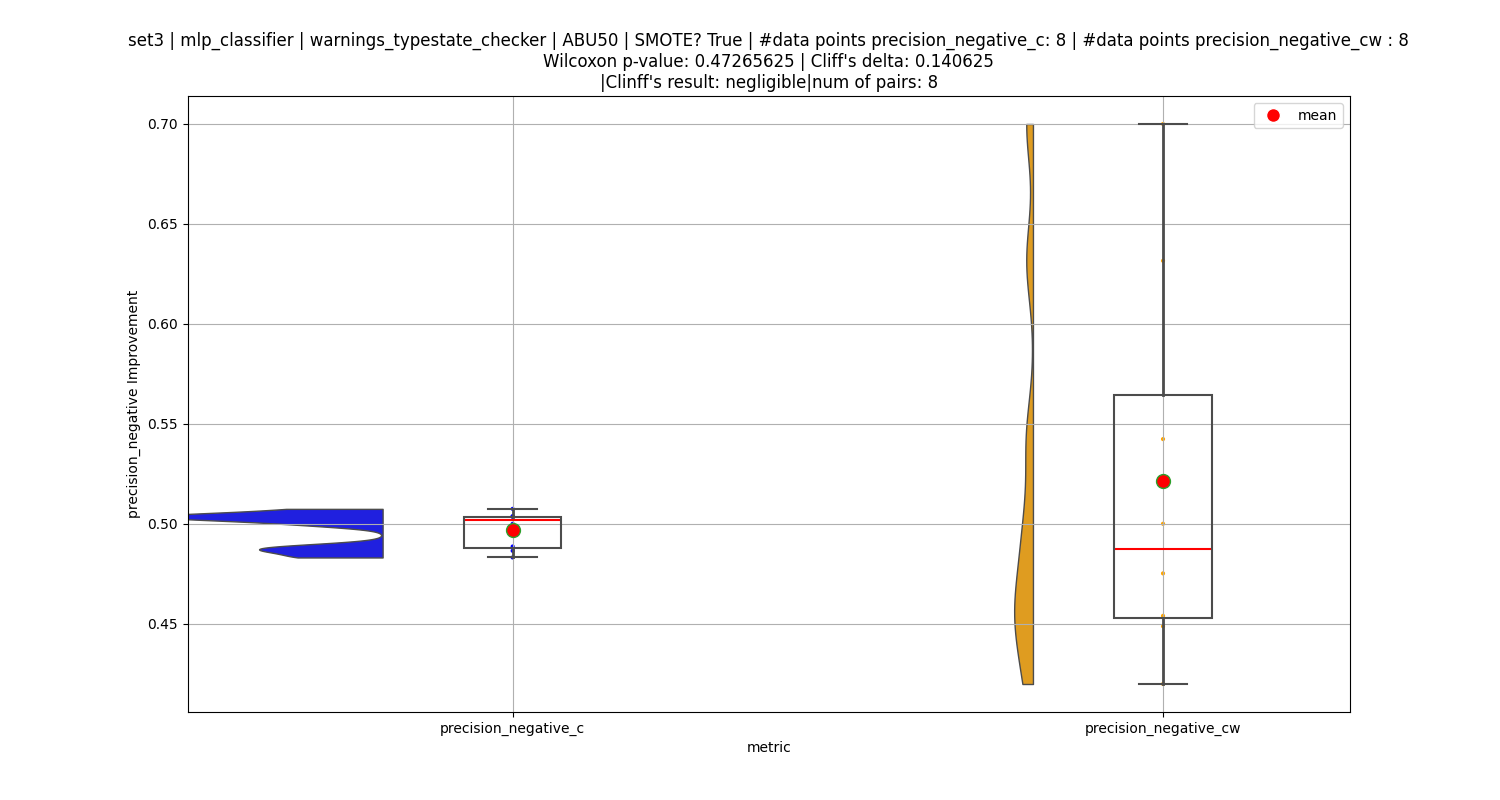 set3 | mlp_classifier | warnings_typestate_checker | ABU50 | SMOTE? True | #data points precision_negative_c: 8 | #data points precision_negative_cw : 8
Wilcoxon p-value: 0.47265625 | Cliff's delta: 0.140625
|Clinff's result: negligible|num of pairs: 8
mean
0.70
0.65
0.60
0.55
0.50
0.45
precision_negative Improvement
precision_negative_c
precision_negative_cw
metric